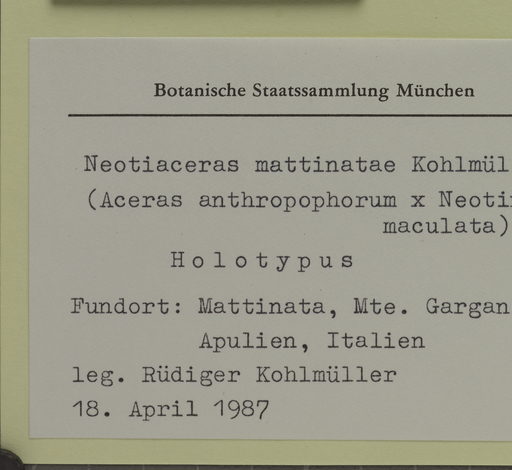 Botanische Staatssammlung München
Neotiaceras mattinatae Kohlmül
(Aceras anthropophorum x Neoti
maculata)
Holotypus
Fundort: Mattinata, Mte. Gargan
Apulien, Italien
leg. Rüdiger Kohlmüller
18. April 1987